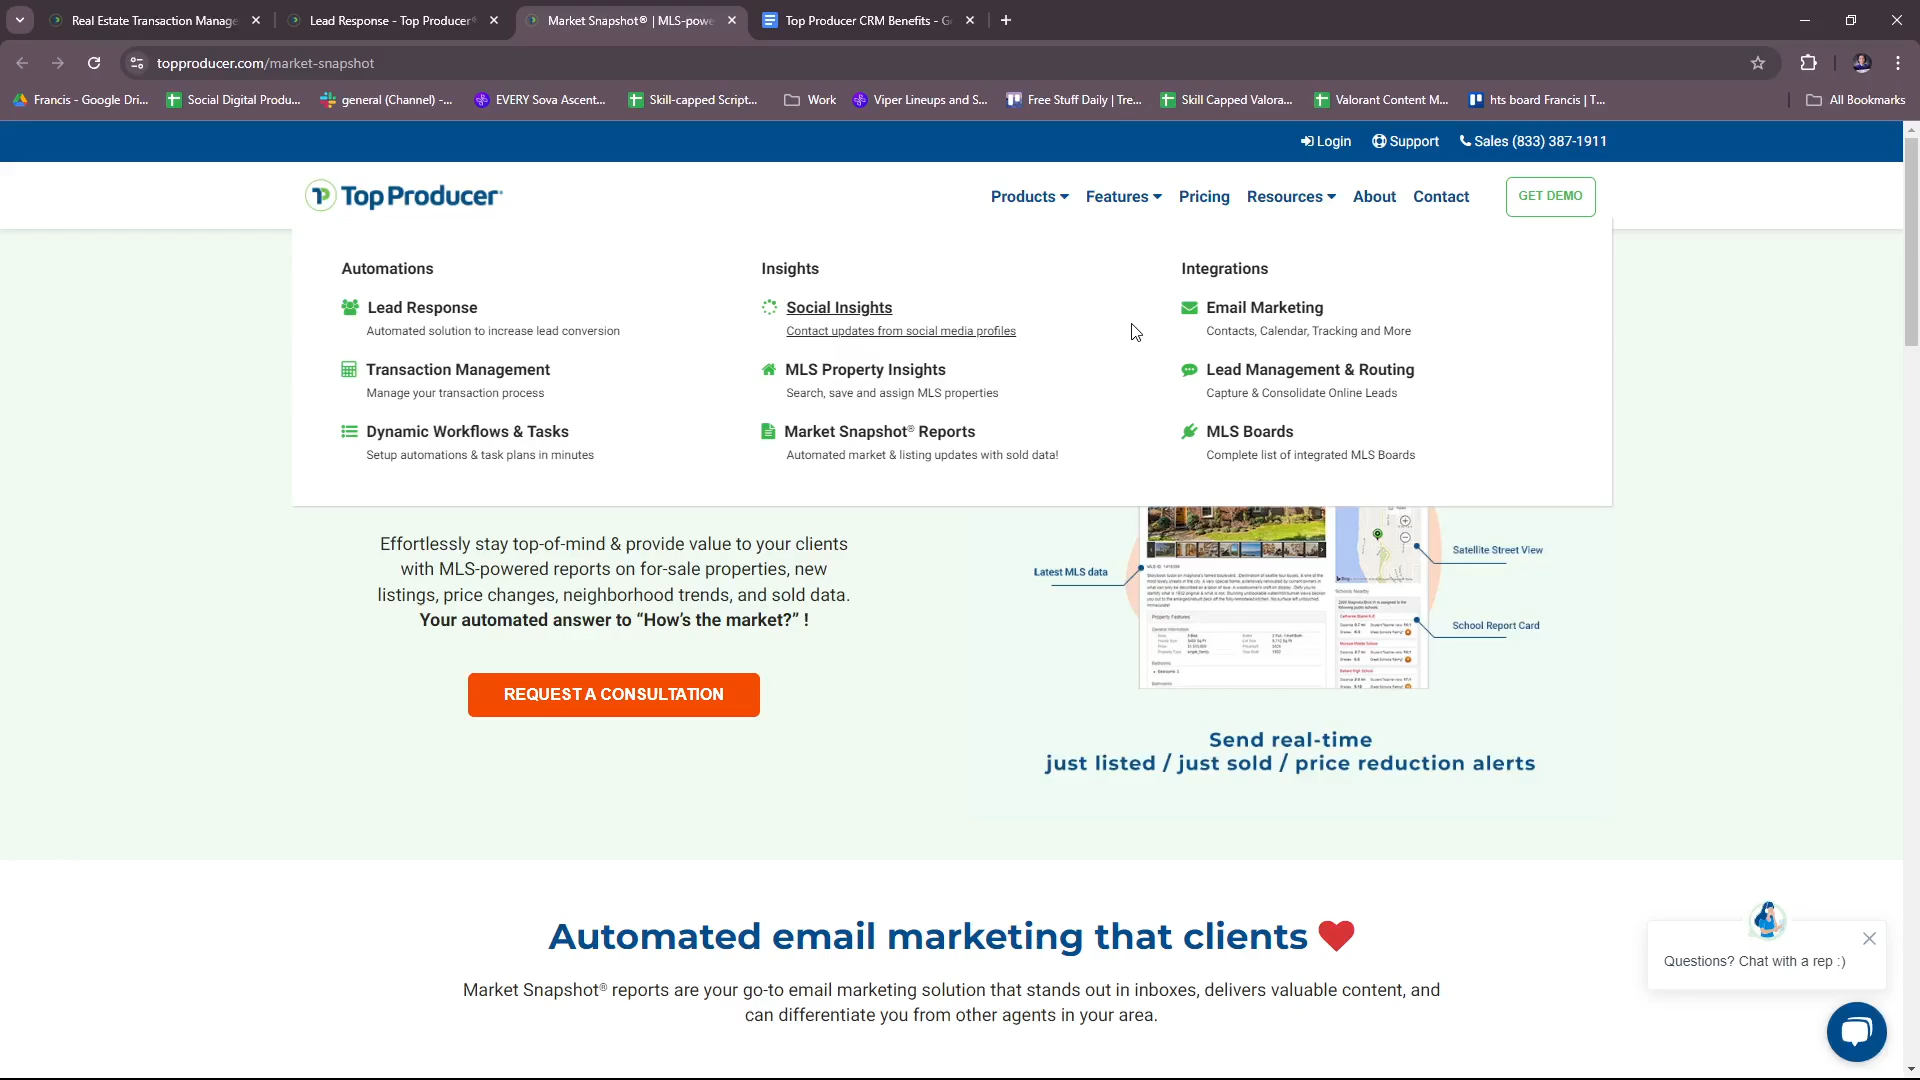 Real Estate Transaction Manage
Lead Response - Top Producer®
Market Snapshot® | MLS-powe
Top Producer CRM Benefits - G
topproducer.com/market-snapshot
Francis - Google Dri...
Social Digital Produ...
general (Channel) -...
EVERY Sova Ascent...
Skill-capped Script...
Work
Viper Lineups and S...
Free Stuff Daily | Tre...
Skill Capped Valora...
Valorant Content M...
hts board Francis | T...
All Bookmarks
Login
Support
Sales (833) 387-1911
Top Producer®
Products
Features
Pricing
Resources
About
Contact
GET DEMO
Automations
Insights
Integrations
Lead Response
Automated solution to increase lead conversion
Social Insights
Contact updates from social media profiles
Email Marketing
Contacts, Calendar, Tracking and More
Transaction Management
Manage your transaction process
MLS Property Insights
Search, save and assign MLS properties
Lead Management & Routing
Capture & Consolidate Online Leads
Dynamic Workflows & Tasks
Setup automations & task plans in minutes
Market Snapshot® Reports
Automated market & listing updates with sold data!
MLS Boards
Complete list of integrated MLS Boards
Effortlessly stay top-of-mind & provide value to your clients
with MLS-powered reports on for-sale properties, new
listings, price changes, neighborhood trends, and sold data.
Your automated answer to “How’s the market?” !
REQUEST A CONSULTATION
Latest MLS data
Satellite Street View
School Report Card
Schools Nearby
Property Features
Send real-time
just listed / just sold / price reduction alerts
Automated email marketing that clients
Market Snapshot® reports are your go-to email marketing solution that stands out in inboxes, delivers valuable content, and
can differentiate you from other agents in your area.
Questions? Chat with a rep :)